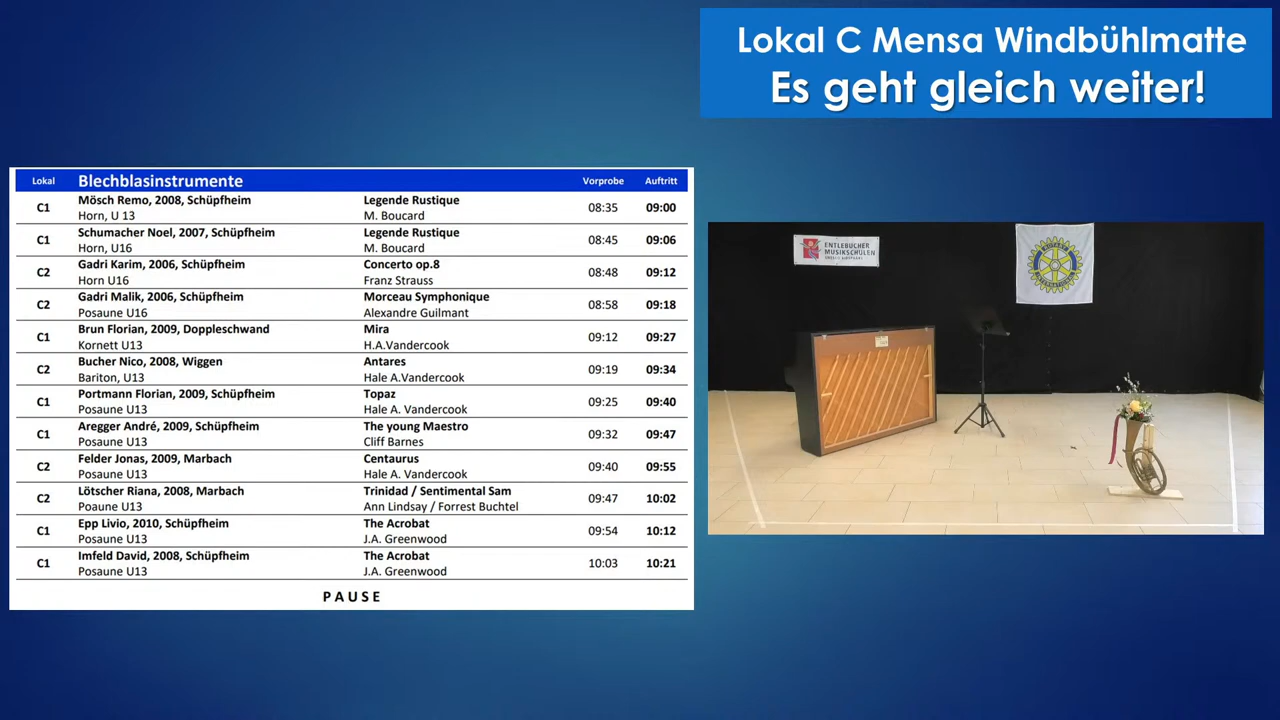 Lokal C Mensa Windbühlmatte
Es geht gleich weiter!
Lokal Blechblasinstrumente Vorprobe Auftritt
C1 Mösch Remo, 2008, Schüpfheim Legende Rustique 08:35 09:00
Horn, U 13 M. Boucard
C1 Schumacher Noel, 2007, Schüpfheim Legende Rustique 08:45 09:06
Horn, U16 M. Boucard
C2 Gadri Karim, 2006, Schüpfheim Concerto op.8 08:48 09:12
Horn U16 Franz Strauss
C2 Gadri Malik, 2006, Schüpfheim Morceau Symphonique 08:58 09:18
Posaune U16 Alexandre Guilmant
C1 Brun Florian, 2009, Doppleschwand Mira 09:12 09:27
Kornett U13 H.A.Vandercook
C2 Bucher Nico, 2008, Wiggen Antares 09:19 09:34
Bariton, U13 Hale A.Vandercook
C1 Portmann Florian, 2009, Schüpfheim Topaz 09:25 09:40
Posaune U13 Hale A. Vandercook
C1 Aregger André, 2009, Schüpfheim The young Maestro 09:32 09:47
Posaune U13 Cliff Barnes
C2 Felder Jonas, 2009, Marbach Centaurus 09:40 09:55
Posaune U13 Hale A. Vandercook
C2 Lötscher Riana, 2008, Marbach Trinidad / Sentimental Sam 09:47 10:02
Poaune U13 Ann Lindsay / Forrest Buchtel
C1 Epp Livio, 2010, Schüpfheim The Acrobat 09:54 10:12
Posaune U13 J.A. Greenwood
C1 Imfeld David, 2008, Schüpfheim The Acrobat 10:03 10:21
Posaune U13 J.A. Greenwood
PAUSE
ENTLEBUCHER
MUSIKSCHULEN
ROTARY
INTERNATIONAL